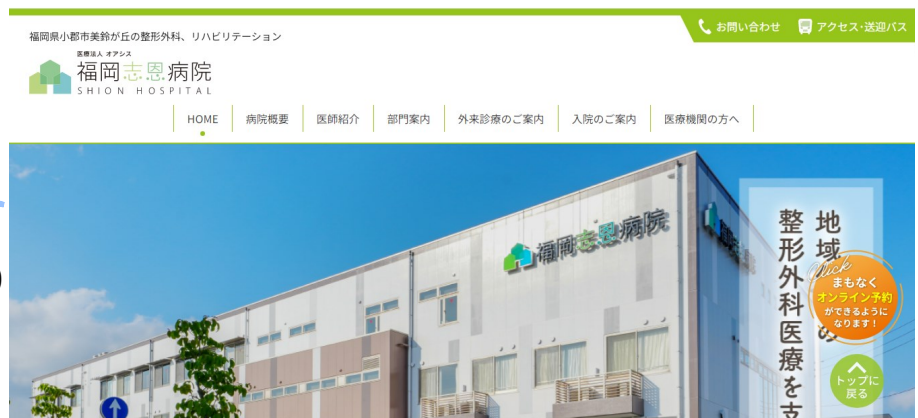 お問い合わせ アクセス・送迎バス
福岡県小郡市美鈴が丘の整形外科、リハビリテーション
医療法人 オアシス
福岡志恩病院
SHION HOSPITAL
HOME 病院概要 医師紹介 部門案内 外来診療のご案内 入院のご案内 医療機関の方へ
福岡志恩病院
地域の
整形外科医療を支
Click
まもなく
オンライン予約
ができるように
なります！
トップに
戻る